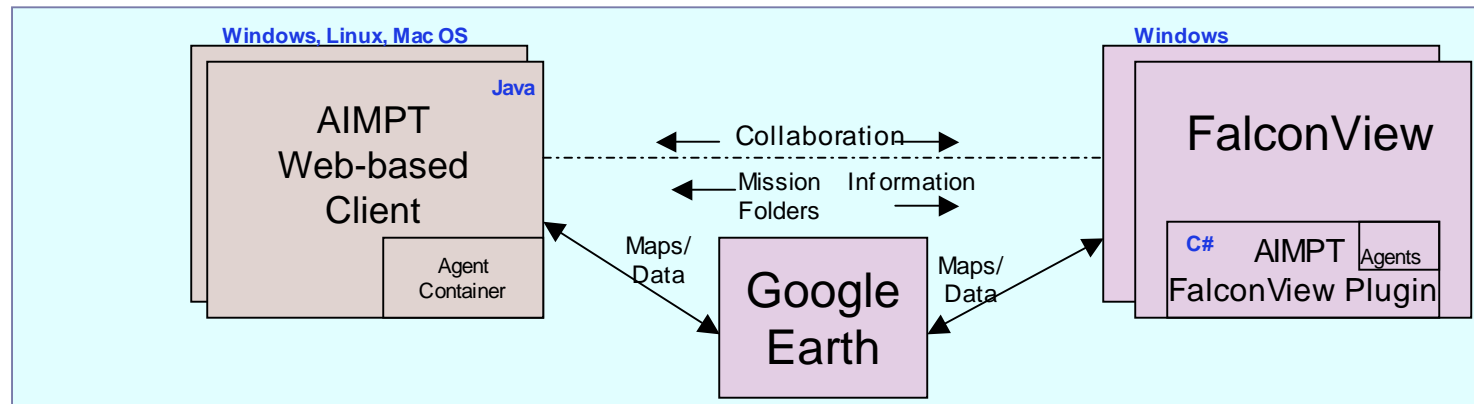 Windows, Linux, Mac OS
Java
AIMPT
Web-based
Client
Agent
Container
Collaboration
Mission Information
Folders
Maps/
Data
Google
Earth
Maps/
Data
Windows
FalconView
C# AIMPT Agents
FalconView Plugin